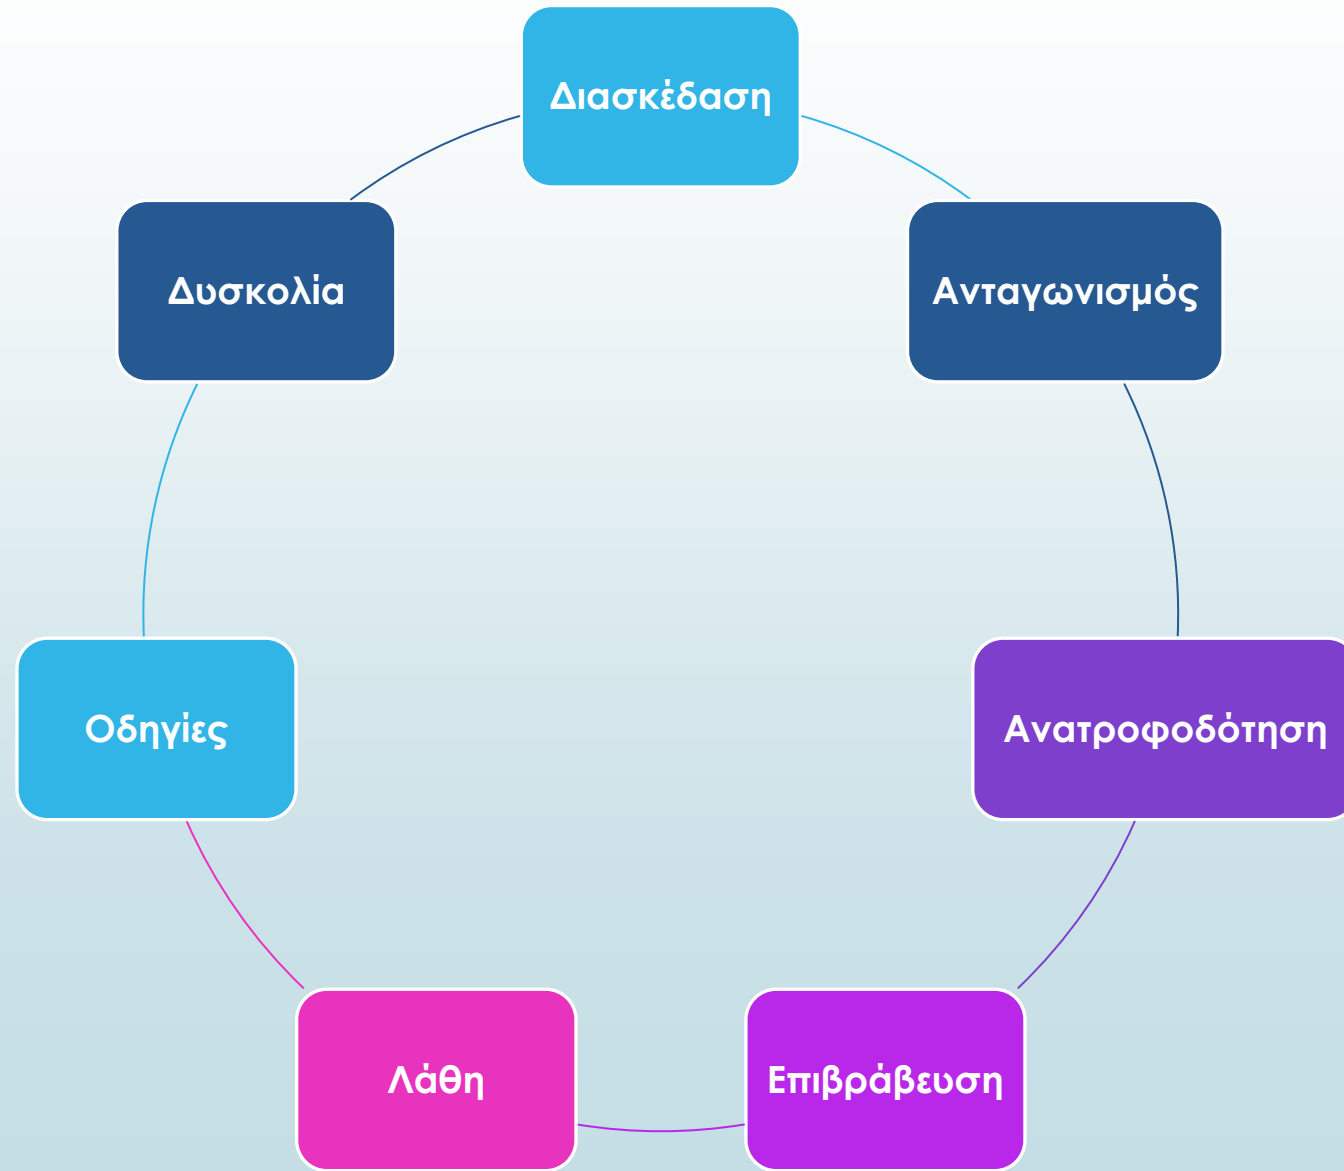 Διασκέδαση
Ανταγωνισμός
Ανατροφοδότηση
Επιβράβευση
Λάθη
Οδηγίες
Δυσκολία